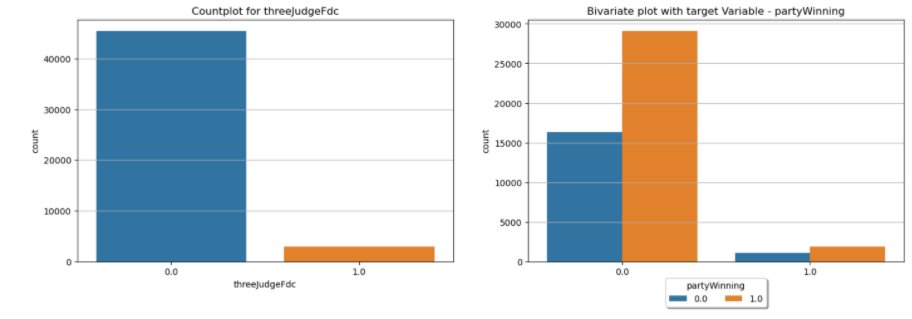 Countplot for threeJudgeFdc
40000
30000
20000
10000
0
count
0.0 1.0
threeJudgeFdc
Bivariate plot with target Variable - partyWinning
30000
25000
20000
15000
10000
5000
0
count
0.0 1.0
partyWinning
0.0 1.0